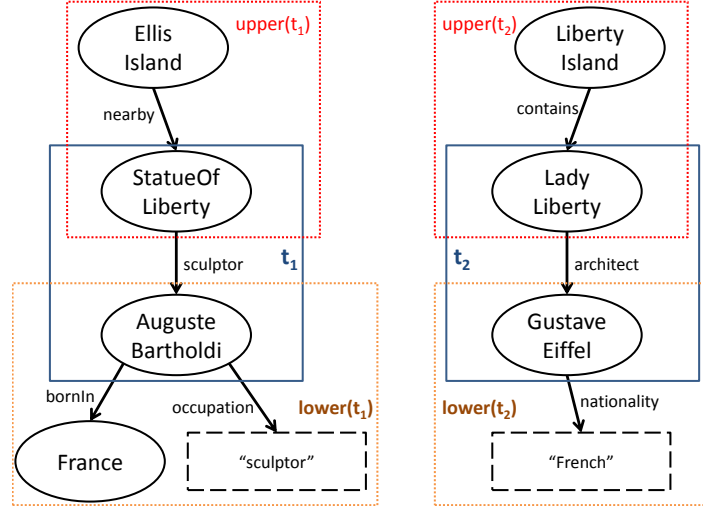 Ellis
Island
upper(t₁)
nearby
StatueOf
Liberty
sculptor
t₁
Auguste
Bartholdi
bornIn
occupation
lower(t₁)
France
“sculptor”
upper(t₂)
Liberty
Island
contains
Lady
Liberty
t₂
architect
Gustave
Eiffel
lower(t₂)
nationality
“French”